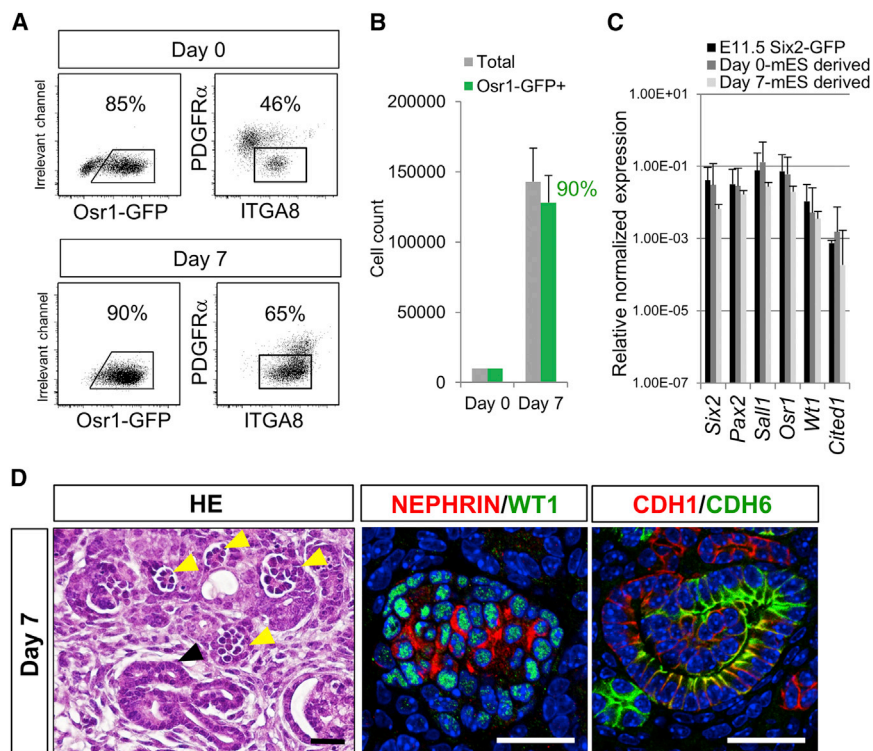 A
Day 0
Irrelevant channel
85%
Osr1-GFP
PDGFRα
46%
ITGA8
Day 7
Irrelevant channel
90%
Osr1-GFP
PDGFRα
65%
ITGA8
B
Total
Osr1-GFP+
Cell count
200000
150000
100000
50000
0
90%
Day 0 Day 7
C
E11.5 Six2-GFP
Day 0-mES derived
Day 7-mES derived
Relative normalized expression
1.00E+01
1.00E-01
1.00E-03
1.00E-05
1.00E-07
Six2
Pax2
Sall1
Osr1
Wt1
Cited1
D
HE
NEPHRIN/WT1
CDH1/CDH6
Day 7